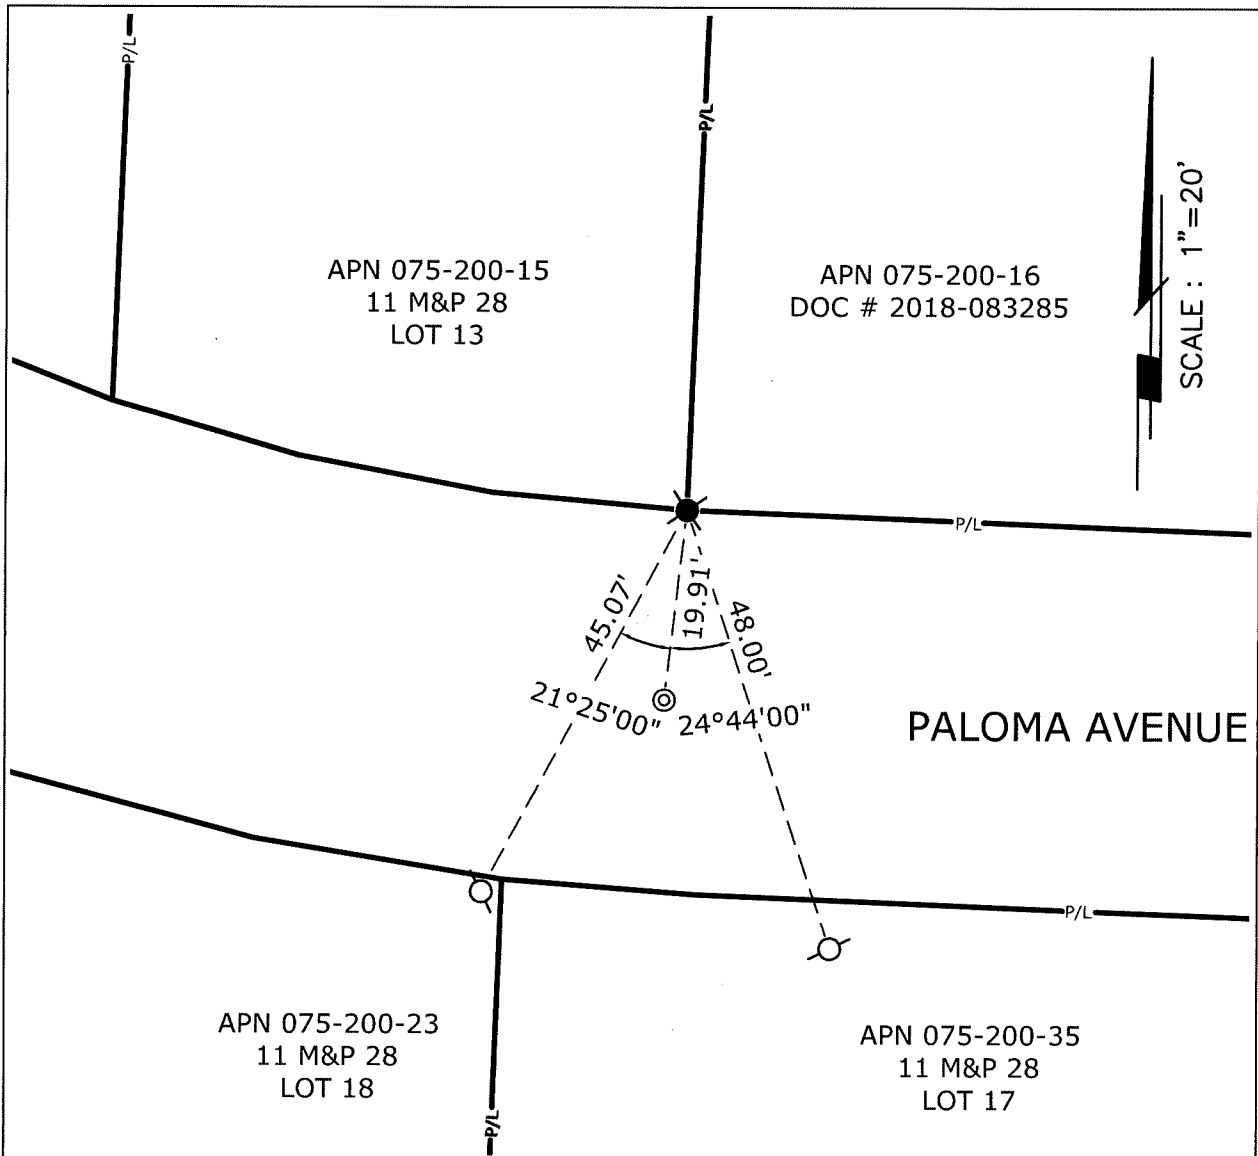 P/L
P/L
APN 075-200-15
11 M&P 28
LOT 13
APN 075-200-16
DOC # 2018-083285
SCALE : 1"=20'
P/L
45.07'
19.91'
48.00'
21°25'00"
24°44'00"
PALOMA AVENUE
P/L
APN 075-200-23
11 M&P 28
LOT 18
APN 075-200-35
11 M&P 28
LOT 17
P/L